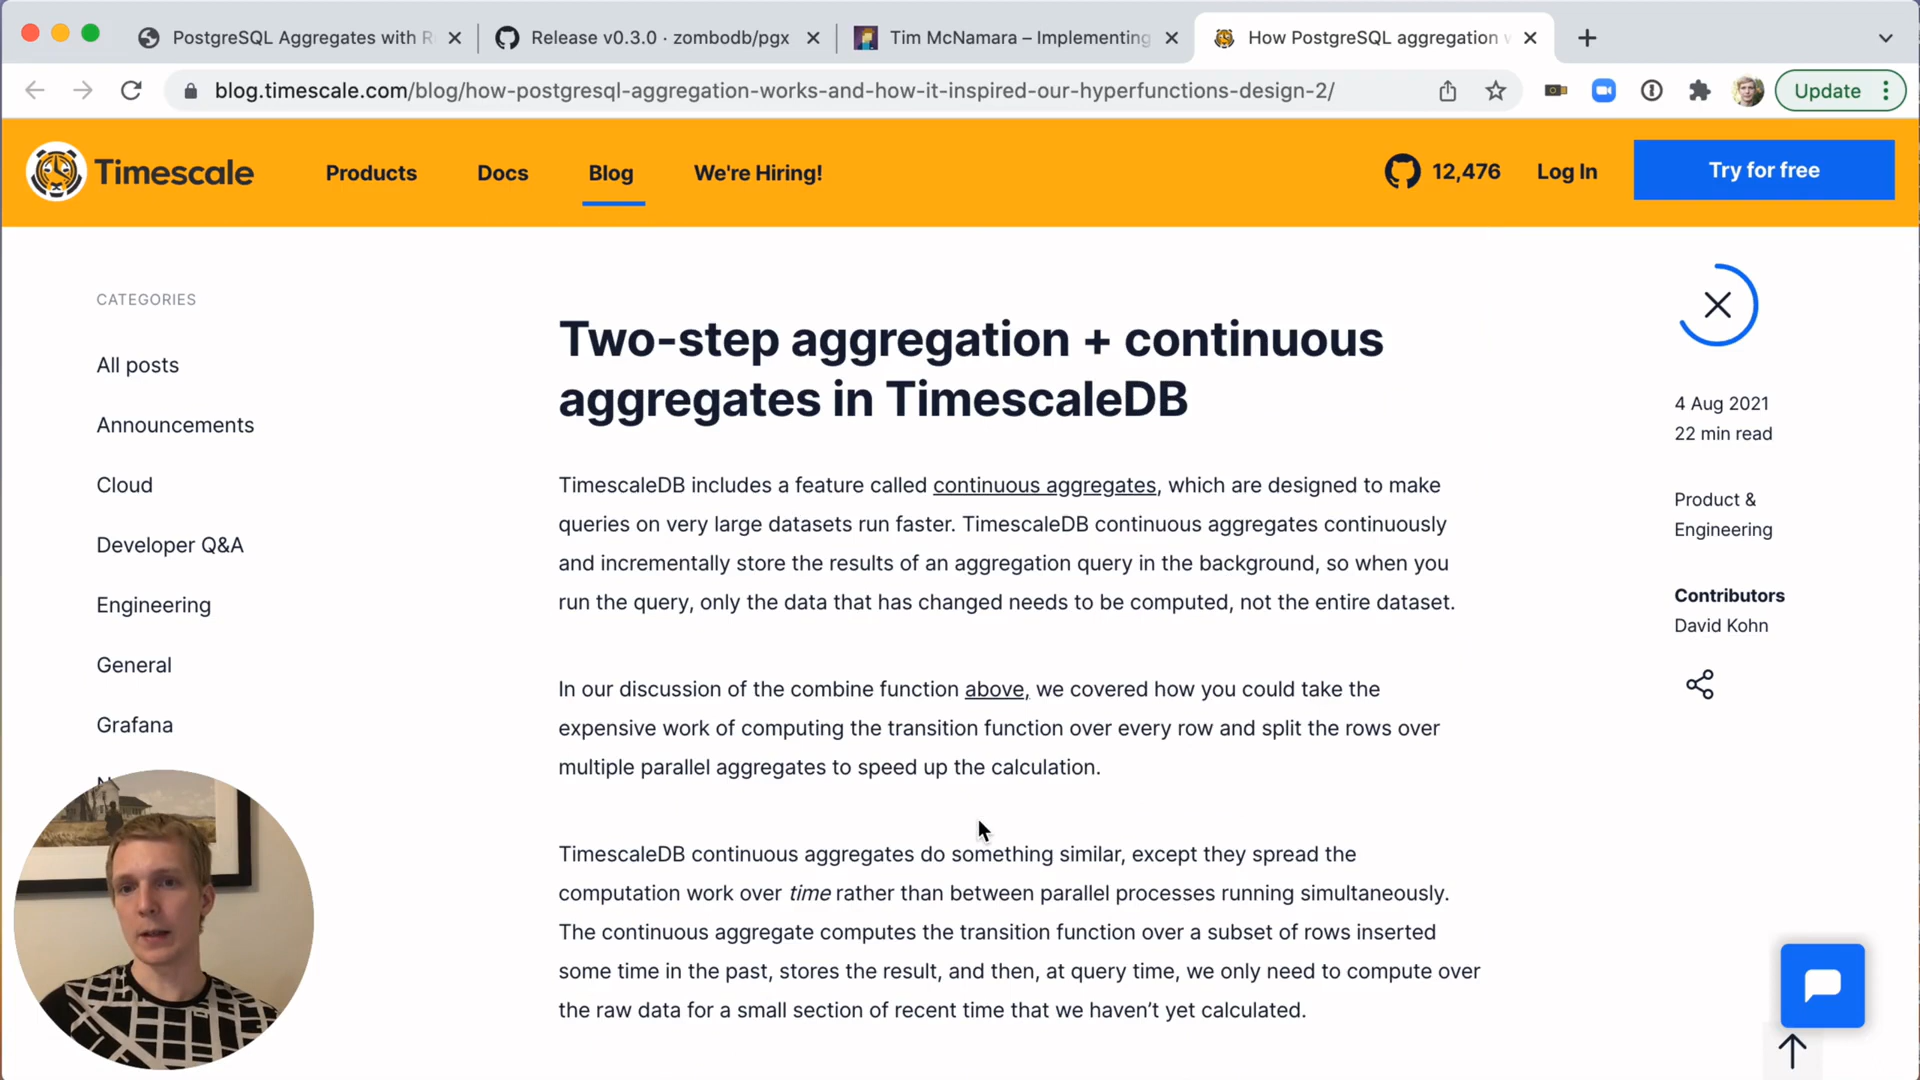 PostgreSQL Aggregates with R
Release v0.3.0 · zombodb/pgx
Tim McNamara – Implementing
How PostgreSQL aggregation w
blog.timescale.com/blog/how-postgresql-aggregation-works-and-how-it-inspired-our-hyperfunctions-design-2/
Update
Timescale
Products
Docs
Blog
We're Hiring!
12,476
Log In
Try for free
CATEGORIES
All posts
Announcements
Cloud
Developer Q&A
Engineering
General
Grafana
Two-step aggregation + continuous
aggregates in TimescaleDB
TimescaleDB includes a feature called continuous aggregates, which are designed to make
queries on very large datasets run faster. TimescaleDB continuous aggregates continuously
and incrementally store the results of an aggregation query in the background, so when you
run the query, only the data that has changed needs to be computed, not the entire dataset.
In our discussion of the combine function above, we covered how you could take the
expensive work of computing the transition function over every row and split the rows over
multiple parallel aggregates to speed up the calculation.
TimescaleDB continuous aggregates do something similar, except they spread the
computation work over time rather than between parallel processes running simultaneously.
The continuous aggregate computes the transition function over a subset of rows inserted
some time in the past, stores the result, and then, at query time, we only need to compute over
the raw data for a small section of recent time that we haven’t yet calculated.
4 Aug 2021
22 min read
Product &
Engineering
Contributors
David Kohn